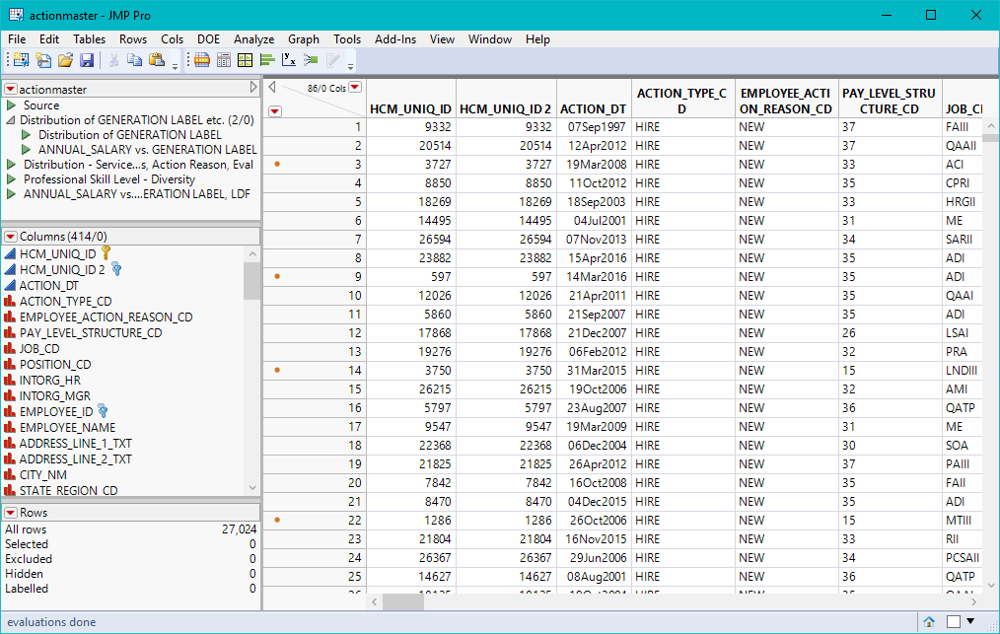 actionmaster - JMP Pro
File Edit Tables Rows Cols DOE Analyze Graph Tools Add-Ins View Window Help
actionmaster
Source
Distribution of GENERATION LABEL etc. (2/0)
Distribution of GENERATION LABEL
ANNUAL_SALARY vs. GENERATION LABEL
Distribution - Service...s, Action Reason, Eval
Professional Skill Level - Diversity
ANNUAL_SALARY vs....ERATION LABEL, LDF
Columns (414/0)
HCM_UNIQ_ID
HCM_UNIQ_ID 2
ACTION_DT
ACTION_TYPE_CD
EMPLOYEE_ACTION_REASON_CD
PAY_LEVEL_STRUCTURE_CD
JOB_CD
POSITION_CD
INTORG_HR
INTORG_MGR
EMPLOYEE_ID
EMPLOYEE_NAME
ADDRESS_LINE_1_TXT
ADDRESS_LINE_2_TXT
CITY_NM
STATE_REGION_CD
Rows
All rows 27,024
Selected 0
Excluded 0
Hidden 0
Labelled 0
86/0 Cols
ACTION_TYPE_C EMPLOYEE_ACTI PAY_LEVEL_STRU
HCM_UNIQ_ID HCM_UNIQ_ID 2 ACTION_DT D ON_REASON_CD CTURE_CD JOB_CI
1 9332 9332 07Sep1997 HIRE NEW 37 FAIII
2 20514 20514 12Apr2012 HIRE NEW 37 QAAII
3 3727 3727 19Mar2008 HIRE NEW 33 ACI
4 8850 8850 11Oct2012 HIRE NEW 35 CPRI
5 18269 18269 18Sep2003 HIRE NEW 33 HRGII
6 14495 14495 04Jul2001 HIRE NEW 31 ME
7 26594 26594 07Nov2013 HIRE NEW 34 SARII
8 23882 23882 15Apr2016 HIRE NEW 35 ADI
9 597 597 14Mar2016 HIRE NEW 35 ADI
10 12026 12026 21Apr2011 HIRE NEW 35 QAAI
11 5860 5860 21Sep2007 HIRE NEW 35 ADI
12 17868 17868 21Dec2007 HIRE NEW 26 LSAI
13 19276 19276 06Feb2012 HIRE NEW 32 PRA
14 3750 3750 31Mar2015 HIRE NEW 15 LNDIII
15 26215 26215 19Oct2006 HIRE NEW 32 AMI
16 5797 5797 23Aug2007 HIRE NEW 36 QATP
17 9547 9547 19Mar2009 HIRE NEW 31 ME
18 22368 22368 06Dec2004 HIRE NEW 30 SOA
19 21825 21825 26Apr2012 HIRE NEW 37 PAIII
20 7842 7842 16Oct2008 HIRE NEW 35 FAII
21 8470 8470 04Dec2015 HIRE NEW 35 ADI
22 1286 1286 26Oct2006 HIRE NEW 15 MTIII
23 21804 21804 16Nov2015 HIRE NEW 33 RII
24 26367 26367 29Jun2006 HIRE NEW 34 PCSAII
25 14627 14627 08Aug2001 HIRE NEW 36 QATP
evaluations done